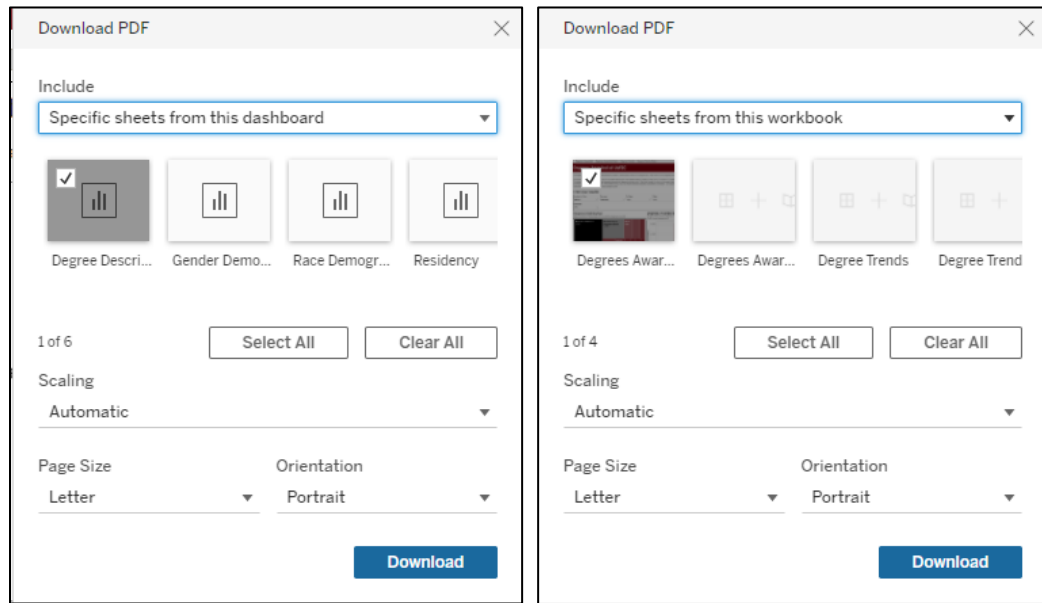 Download PDF
Include
Specific sheets from this dashboard
Degree Descri... Gender Demo... Race Demogr... Residency
1 of 6 Select All Clear All
Scaling
Automatic
Page Size Orientation
Letter Portrait
Download
Download PDF
Include
Specific sheets from this workbook
Degrees Awar... Degrees Awar... Degree Trends Degree Trend
1 of 4 Select All Clear All
Scaling
Automatic
Page Size Orientation
Letter Portrait
Download